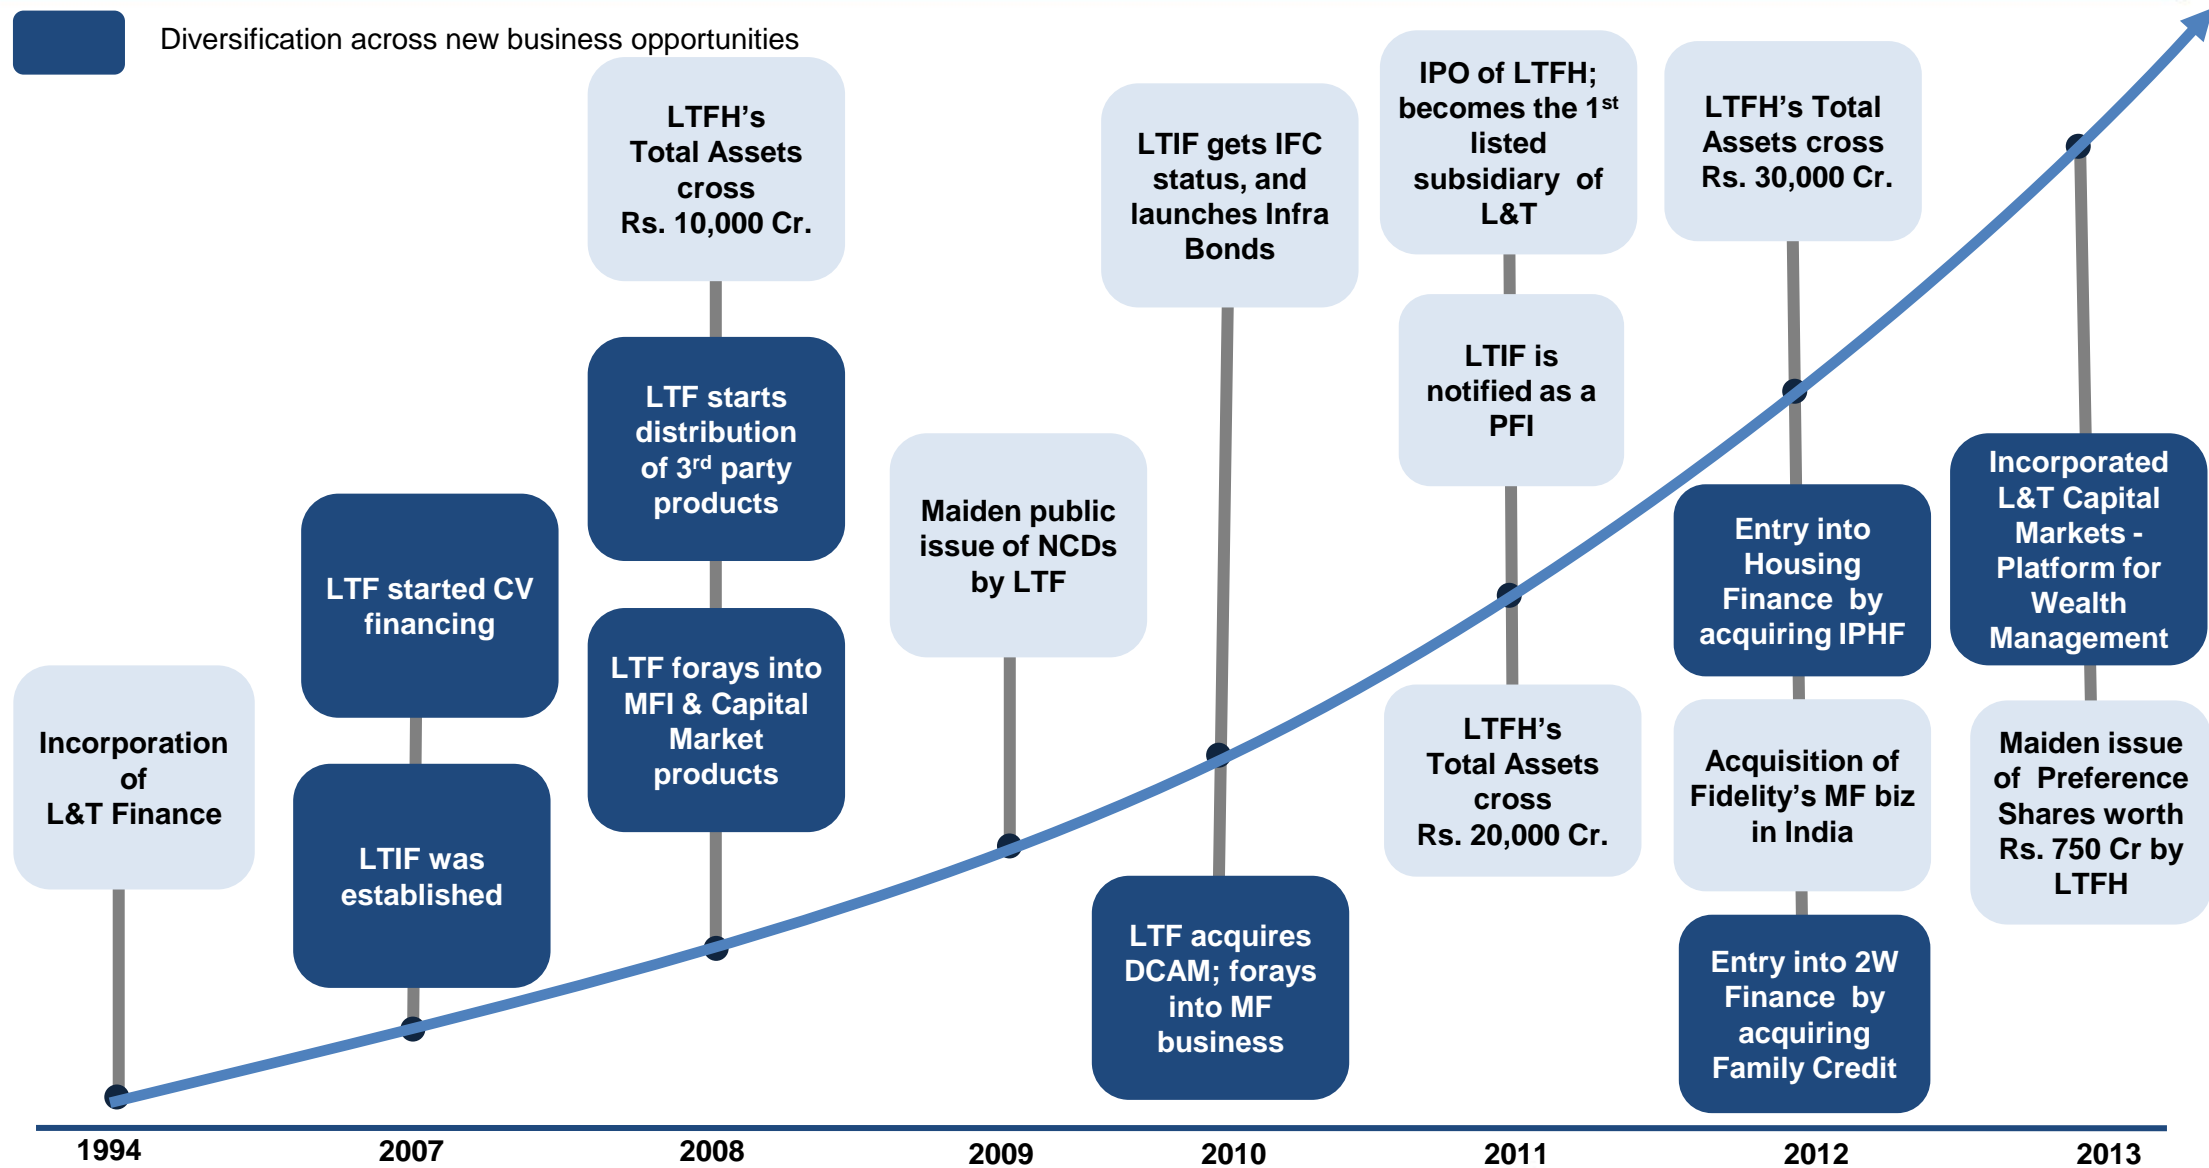 Diversification across new business opportunities
Incorporation
of
L&T Finance
LTF started CV
financing
LTIF was
established
LTFH’s
Total Assets
cross
Rs. 10,000 Cr.
LTF starts
distribution
of 3rd party
products
LTF forays into
MFI & Capital
Market
products
Maiden public
issue of NCDs
by LTF
LTIF gets IFC
status, and
launches Infra
Bonds
LTF acquires
DCAM; forays
into MF
business
IPO of LTFH;
becomes the 1st
listed
subsidiary of
L&T
LTIF is
notified as a
PFI
LTFH’s
Total Assets
cross
Rs. 20,000 Cr.
LTFH’s Total
Assets cross
Rs. 30,000 Cr.
Entry into
Housing
Finance by
acquiring IPHF
Acquisition of
Fidelity’s MF biz
in India
Entry into 2W
Finance by
acquiring
Family Credit
Incorporated
L&T Capital
Markets -
Platform for
Wealth
Management
Maiden issue
of Preference
Shares worth
Rs. 750 Cr by
LTFH
1994 2007 2008 2009 2010 2011 2012 2013